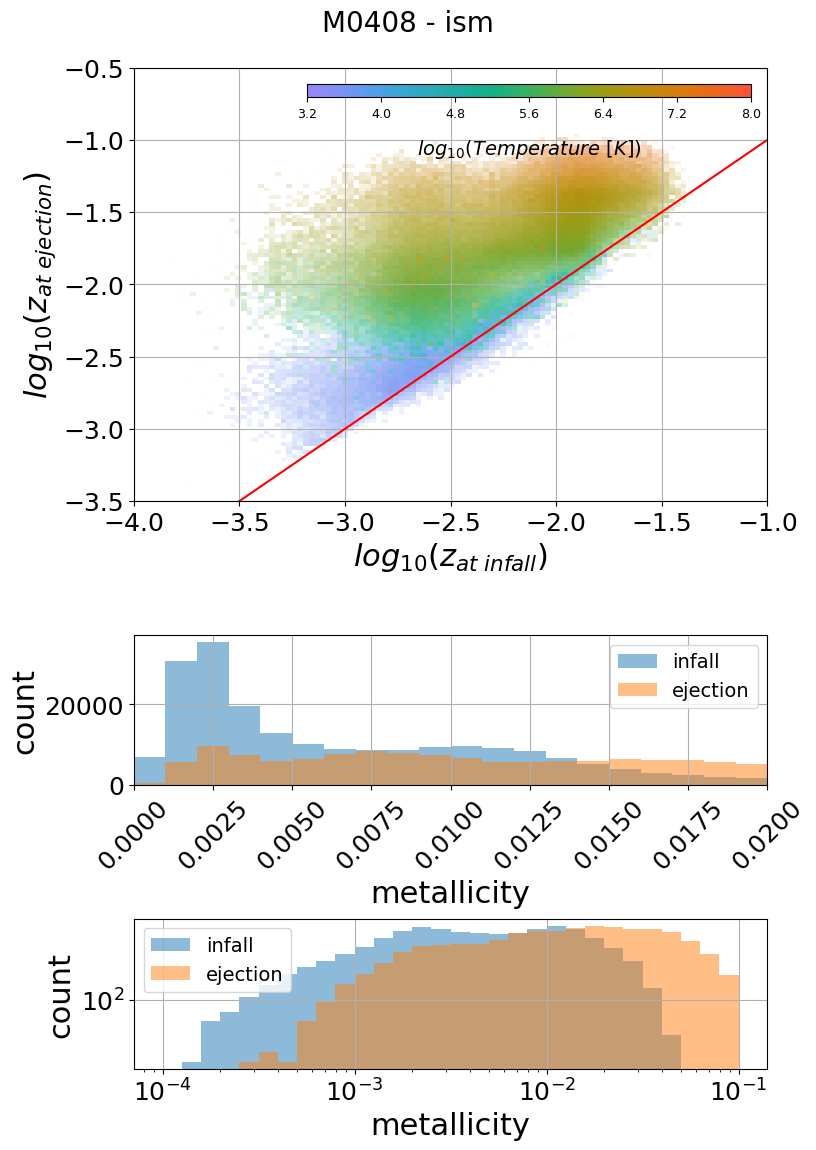 M0408 - ism
−0.5
−1.0
−1.5
−2.0
−2.5
−3.0
−3.5
log10(z at ejection)
3.2 4.0 4.8 5.6 6.4 7.2 8.0
log10(Temperature [K])
−4.0 −3.5 −3.0 −2.5 −2.0 −1.5 −1.0
log10(z at infall)
count
20000
0
infall
ejection
0.0000 0.0025 0.0050 0.0075 0.0100 0.0125 0.0150 0.0175 0.0200
metallicity
count
10²
infall
ejection
10⁻⁴ 10⁻³ 10⁻² 10⁻¹
metallicity